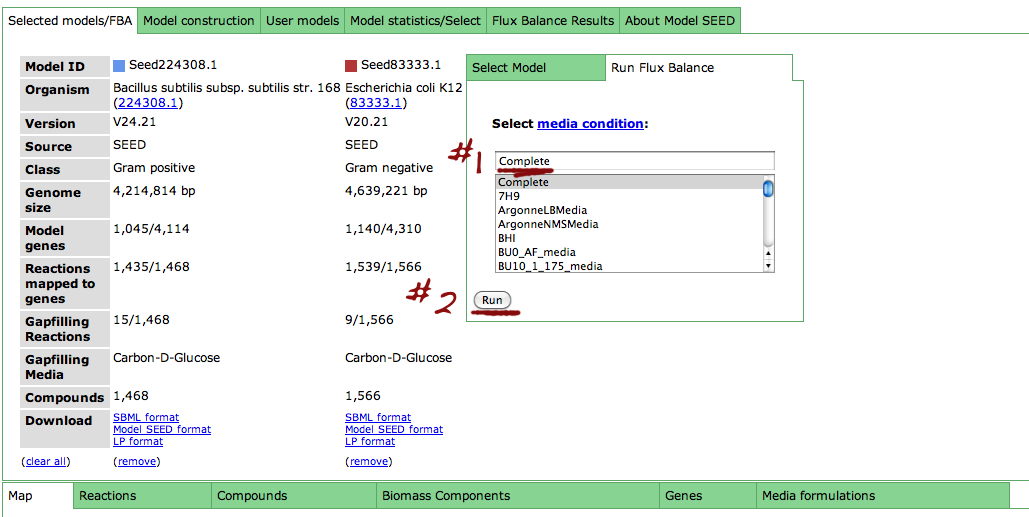 Selected models/FBA Model construction User models Model statistics/Select Flux Balance Results About Model SEED
Model ID Seed224308.1 Seed83333.1
Organism Bacillus subtilis subsp. subtilis str. 168 Escherichia coli K12
(224308.1) (83333.1)
Version V24.21 V20.21
Source SEED SEED
Class Gram positive Gram negative
Genome size 4,214,814 bp 4,639,221 bp
Model genes 1,045/4,114 1,140/4,310
Reactions mapped to genes 1,435/1,468 1,539/1,566
Gapfilling Reactions 15/1,468 9/1,566
Gapfilling Media Carbon-D-Glucose Carbon-D-Glucose
Compounds 1,468 1,566
Download SBML format SBML format
Model SEED format Model SEED format
LP format LP format
(clear all) (remove) (remove)
Select Model Run Flux Balance
Select media condition:
#1 Complete
Complete
7H9
ArgonneLBMedia
ArgonneNMSMedia
BHI
BU0_AF_media
BU10_1_175_media
#2 Run
Map Reactions Compounds Biomass Components Genes Media formulations